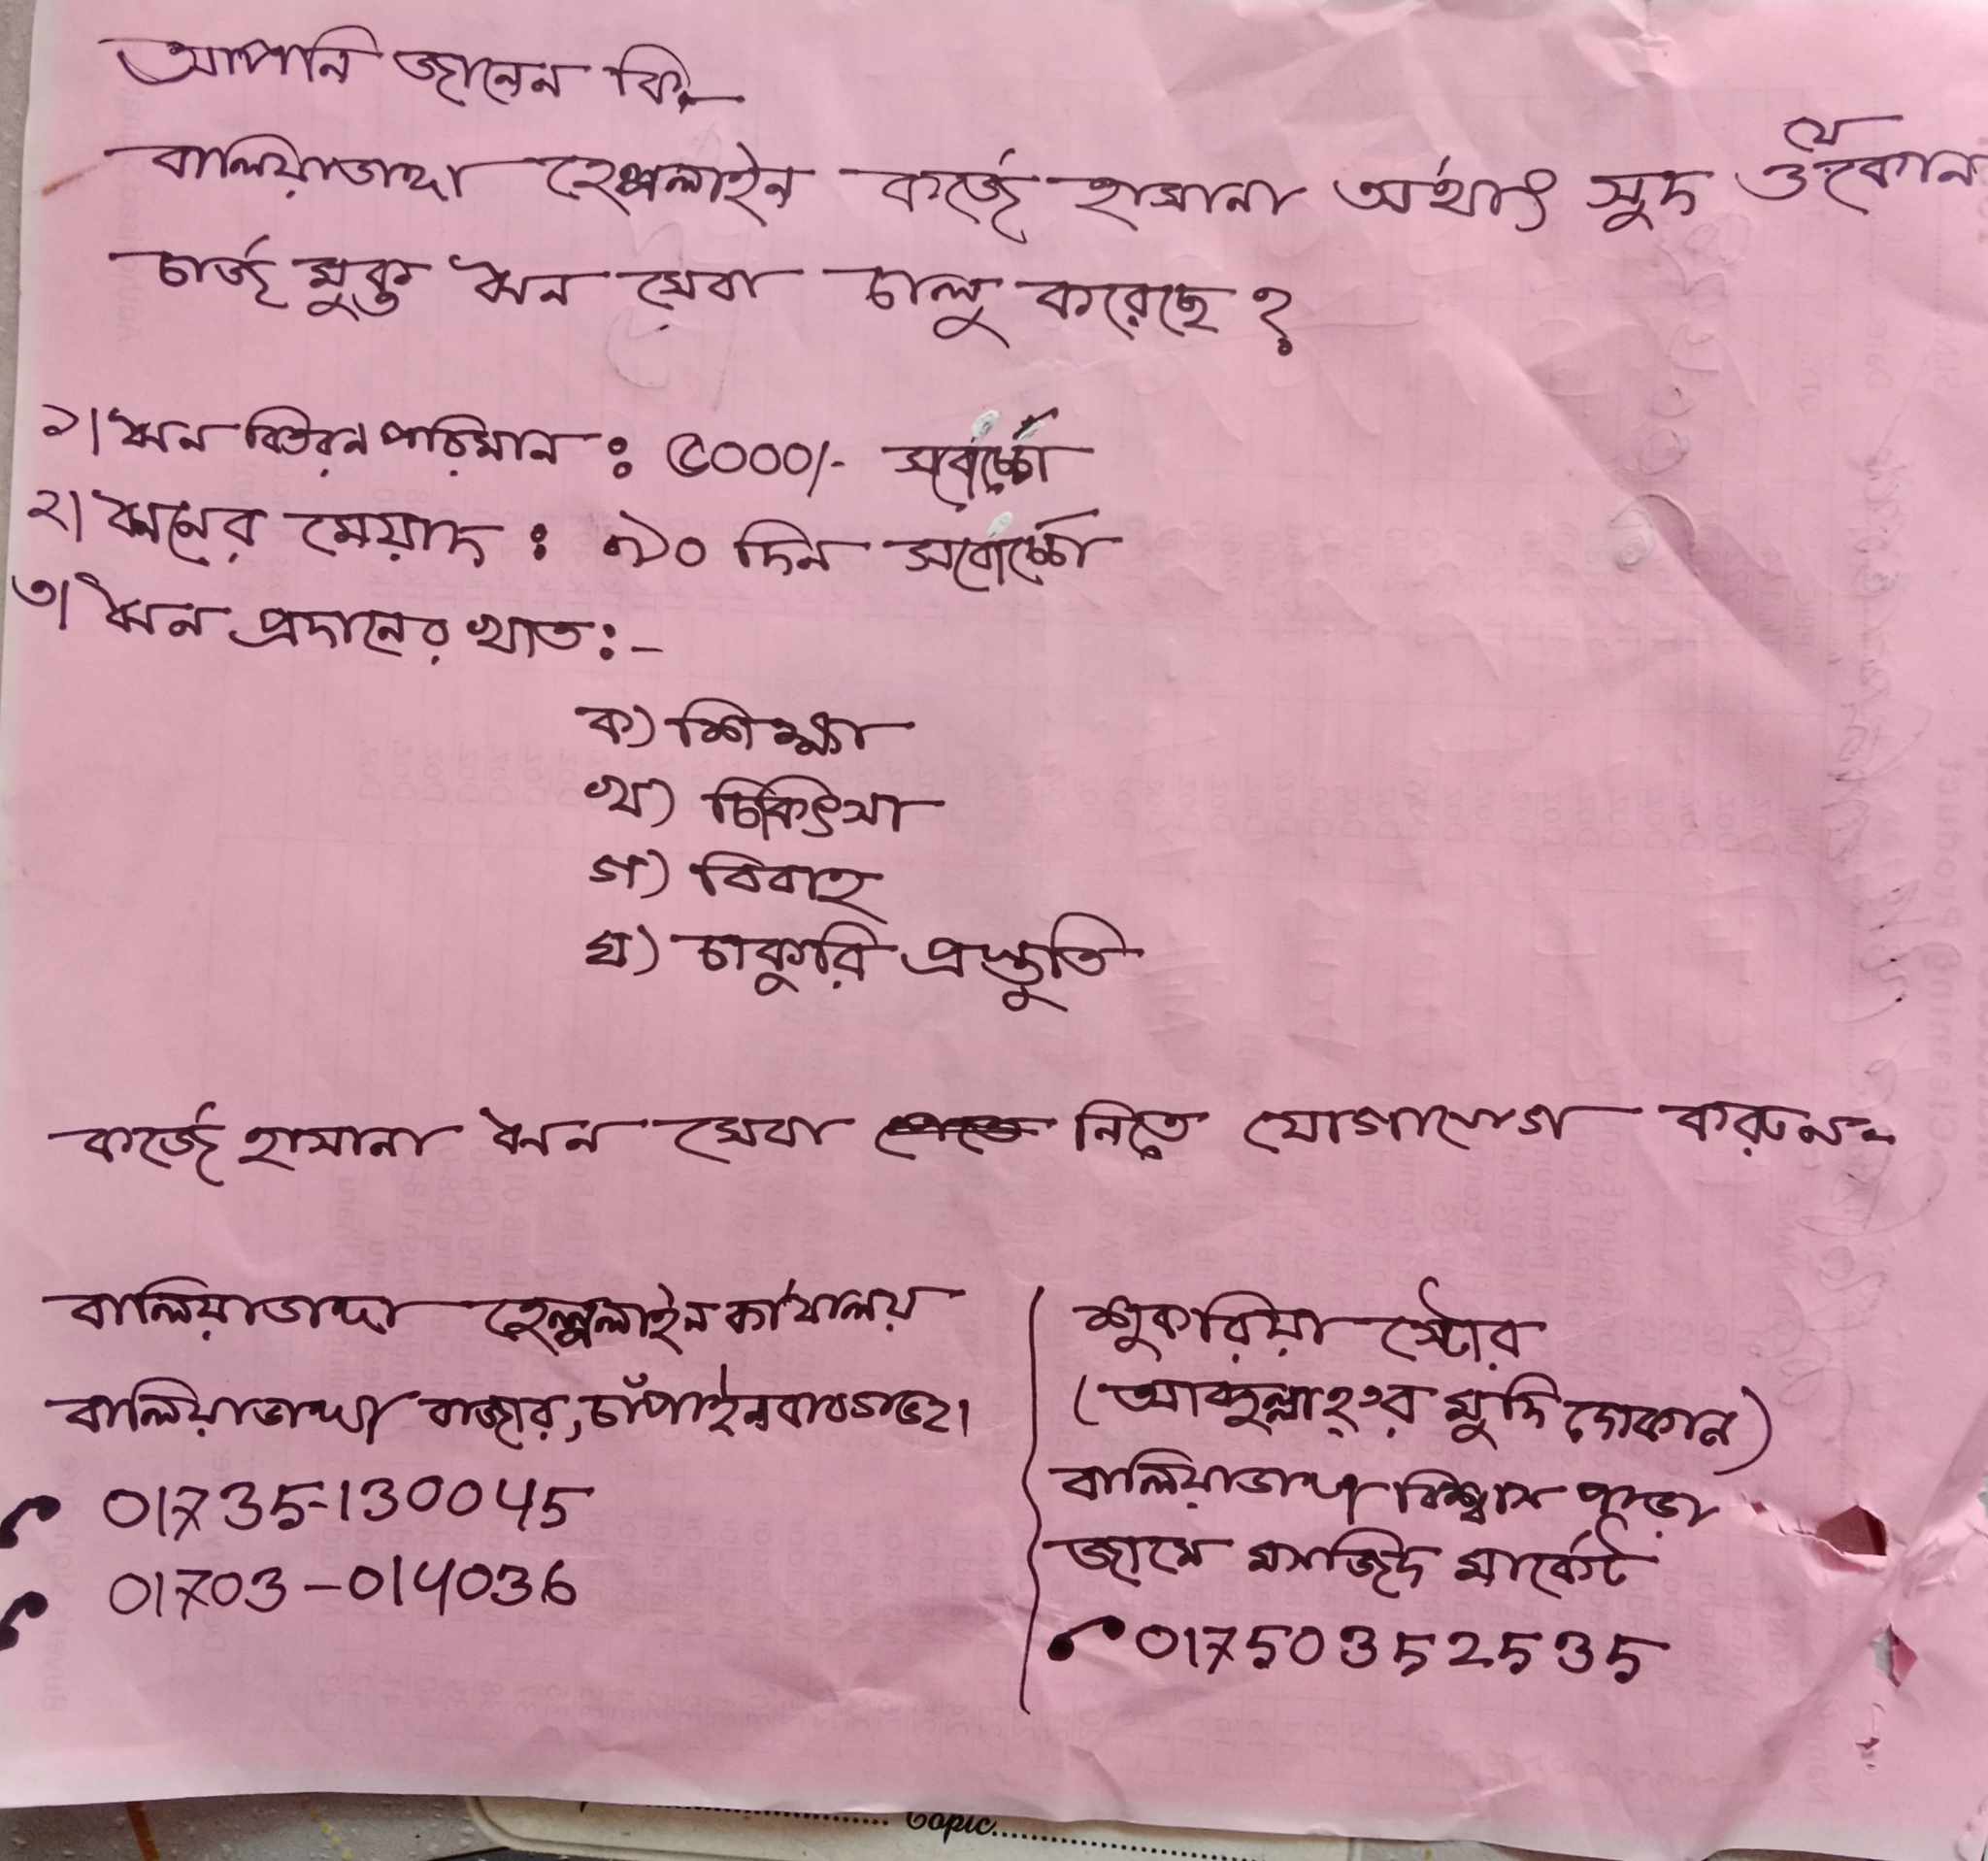 আপনি জানেন কি,
বালিয়াডাঙ্গা হেল্পলাইন কর্জে হাসানা অর্থাৎ সুদ ও যে কোন
চার্জ মুক্ত ঋন সেবা চালু করেছে?
১। ঋন বিতরন পরিমান : ৫০০০/- সর্বোচ্চো
২। ঋনের মেয়াদ : ৯০ দিন সর্বোচ্চো
৩। ঋন প্রদানের খাত :-
ক) শিক্ষা
খ) চিকিৎসা
গ) বিবাহ
ঘ) চাকুরি প্রস্তুতি
কর্জে হাসানা ঋন সেবা নিতে যোগাযোগ করুন-
বালিয়াডাঙ্গা হেল্পলাইন কার্যালয়
বালিয়াডাঙ্গা বাজার, চাঁপাইনবাবগঞ্জ।
01735-130045
01703-014036
শুকরিয়া স্টোর
(আব্দুল্লাহ্'র মুদি দোকান)
বালিয়াডাঙ্গা বিশ্বাস পাড়া
জামে মসজিদ মার্কেট
01750352535
Topic